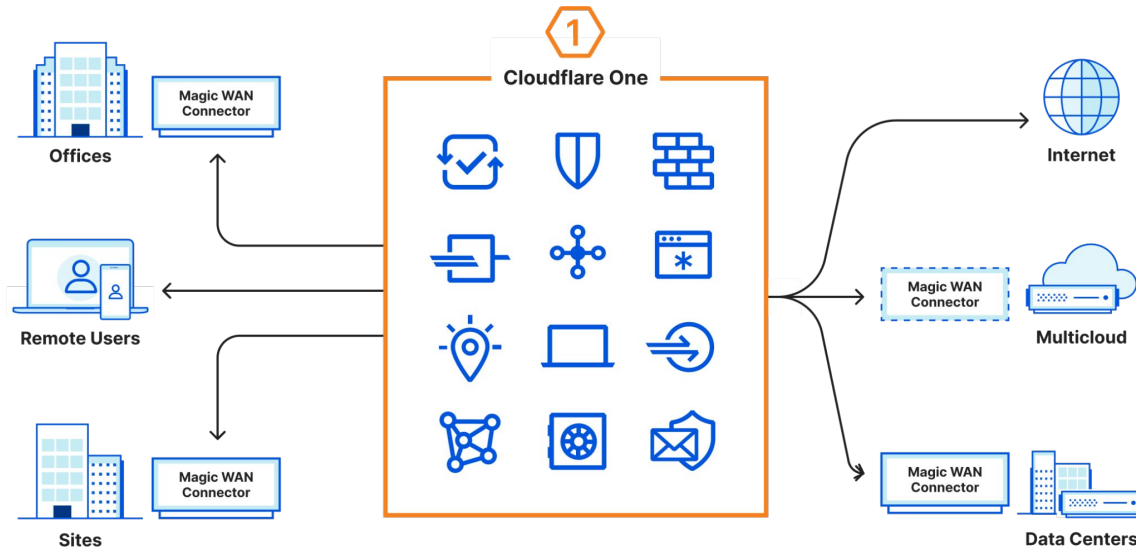 1
Cloudflare One
Magic WAN
Connector
Offices
Remote Users
Magic WAN
Connector
Sites
Internet
Magic WAN
Connector
Multicloud
Magic WAN
Connector
Data Centers